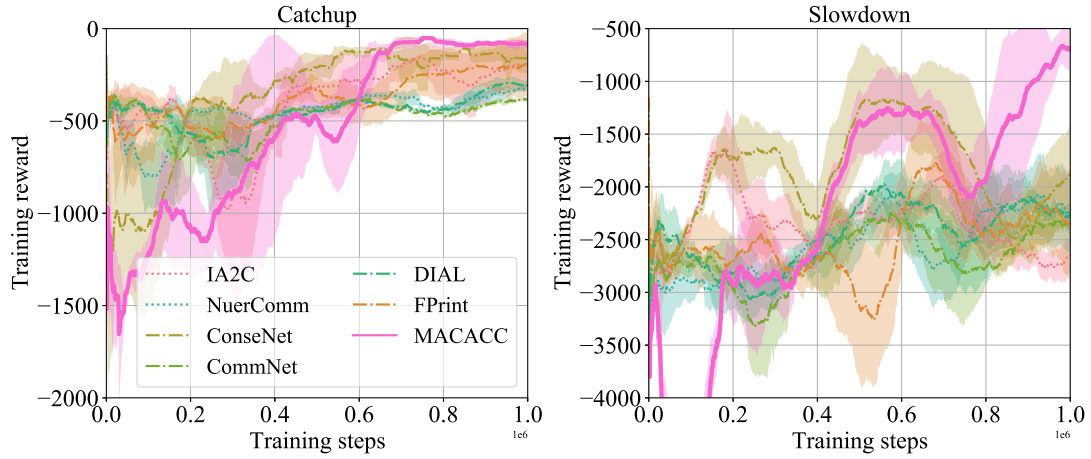 Catchup
0
−500
−1000
−1500
−2000
Training reward
IA2C
NuerComm
ConseNet
CommNet
DIAL
FPrint
MACACC
0.0 0.2 0.4 0.6 0.8 1.0
1e6
Training steps
Slowdown
−500
−1000
−1500
−2000
−2500
−3000
−3500
−4000
Training reward
0.0 0.2 0.4 0.6 0.8 1.0
1e6
Training steps